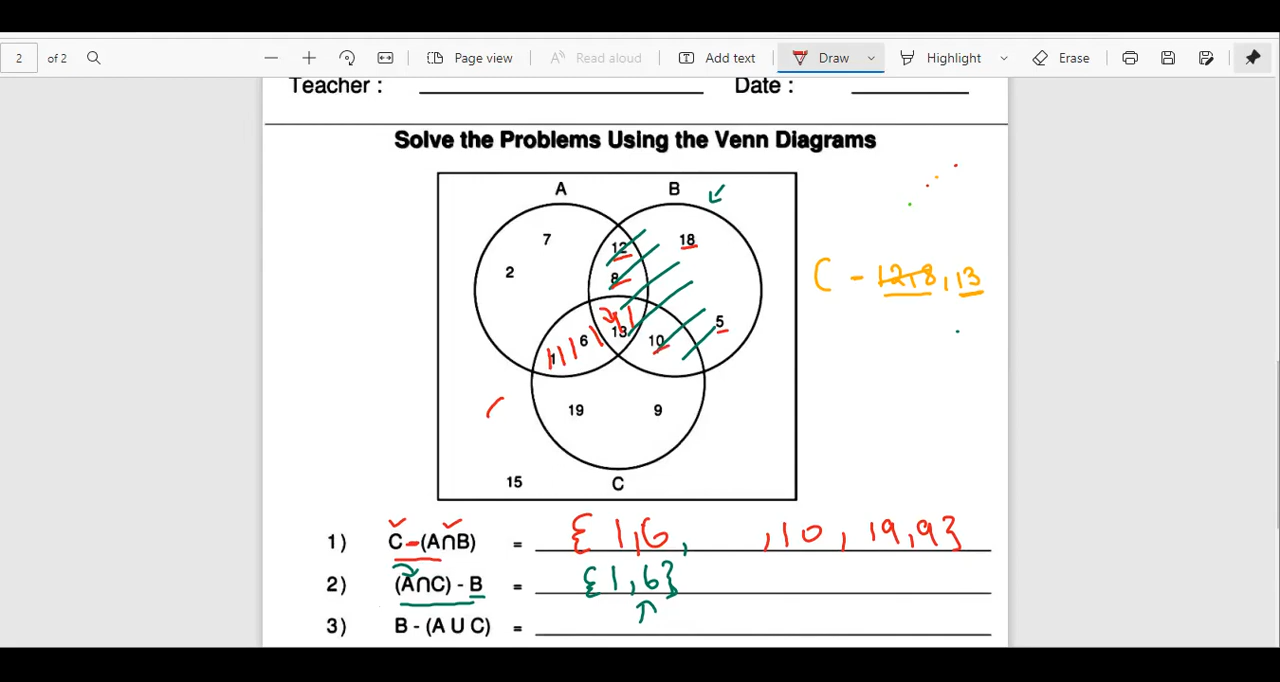 2 of 2 Page view Read aloud Add text Draw Highlight Erase
Teacher : Date :
Solve the Problems Using the Venn Diagrams
A B
7 12 18
2 8
C - 12,8,13
1 6 13 10 5
19 9
15 C
1) C -(A∩B) = { 1,6 ,10, 19,9}
2) (A∩C) - B = {1,6}
3) B - (A U C) =